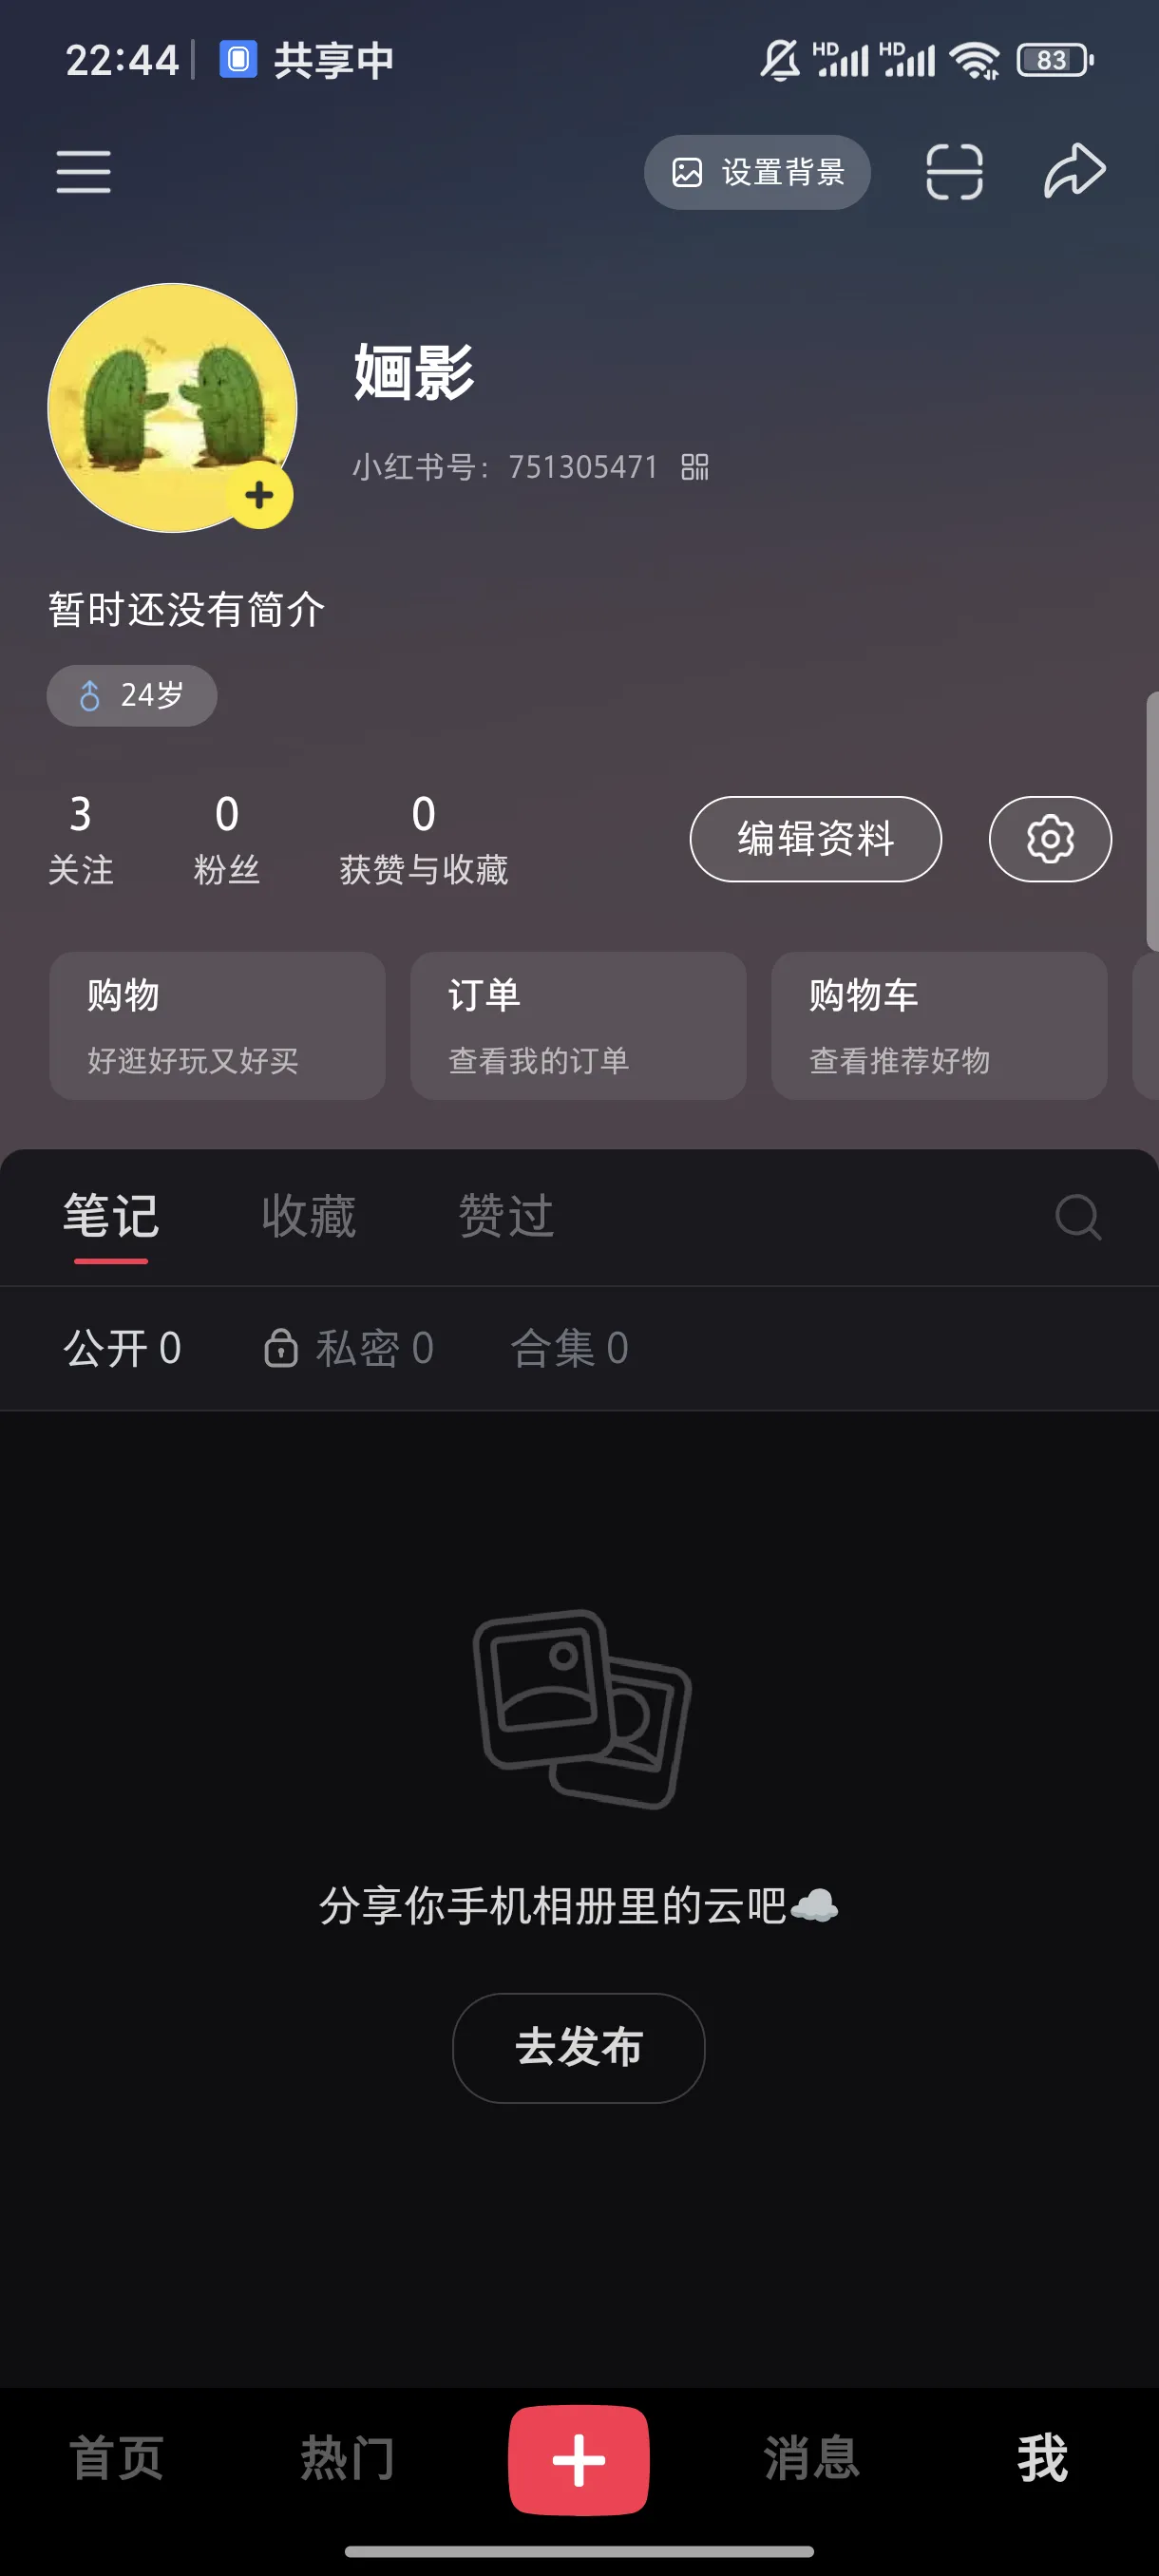 22:44 共享中 HD HD 83
设置背景
婳影
小红书号：751305471
暂时还没有简介
24岁
3 0 0
关注 粉丝 获赞与收藏
编辑资料
购物 订单 购物车
好逛好玩又好买 查看我的订单 查看推荐好物
笔记 收藏 赞过
公开 0 私密 0 合集 0
分享你手机相册里的云吧☁️
去发布
首页 热门 消息 我